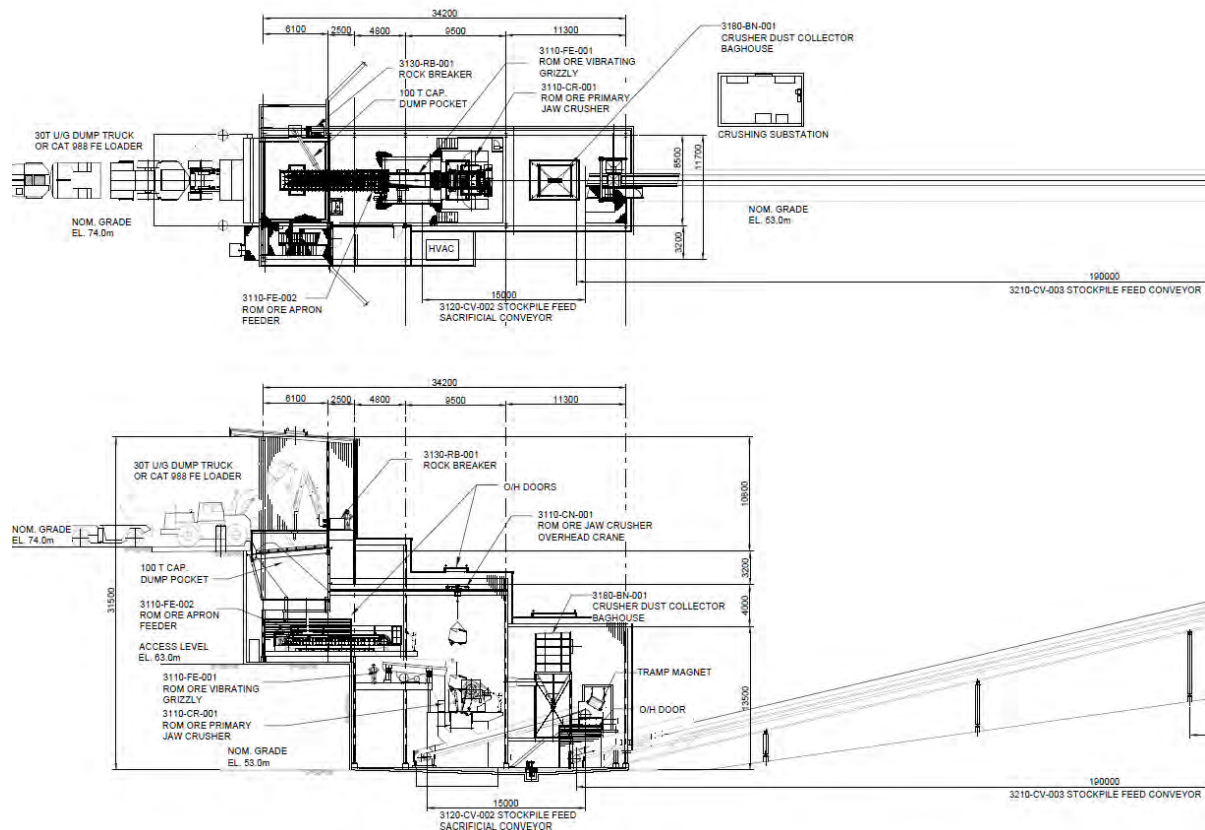 34200
6100
2500
4800
9500
11300
3180-BN-001
CRUSHER DUST COLLECTOR
BAGHOUSE
3110-FE-001
ROM ORE VIBRATING
GRIZZLY
3130-RB-001
ROCK BREAKER
3110-CR-001
ROM ORE PRIMARY
JAW CRUSHER
100 T CAP.
DUMP POCKET
30T U/G DUMP TRUCK
OR CAT 988 FE LOADER
CRUSHING SUBSTATION
8500
11700
NOM. GRADE
EL. 74.0m
NOM. GRADE
EL. 53.0m
HVAC
3200
190000
3210-CV-003 STOCKPILE FEED CONVEYOR
3110-FE-002
ROM ORE APRON
FEEDER
15000
3120-CV-002 STOCKPILE FEED
SACRIFICIAL CONVEYOR
34200
6100
2500
4800
9500
11300
3130-RB-001
ROCK BREAKER
30T U/G DUMP TRUCK
OR CAT 988 FE LOADER
O/H DOORS
10800
3110-CN-001
ROM ORE JAW CRUSHER
OVERHEAD CRANE
NOM. GRADE
EL. 74.0m
100 T CAP.
DUMP POCKET
3200
31500
4000
3180-BN-001
CRUSHER DUST COLLECTOR
BAGHOUSE
3110-FE-002
ROM ORE APRON
FEEDER
ACCESS LEVEL
EL. 63.0m
TRAMP MAGNET
3110-FE-001
ROM ORE VIBRATING
GRIZZLY
13500
O/H DOOR
3110-CR-001
ROM ORE PRIMARY
JAW CRUSHER
NOM. GRADE
EL. 53.0m
190000
3210-CV-003 STOCKPILE FEED CONVEYOR
15000
3120-CV-002 STOCKPILE FEED
SACRIFICIAL CONVEYOR